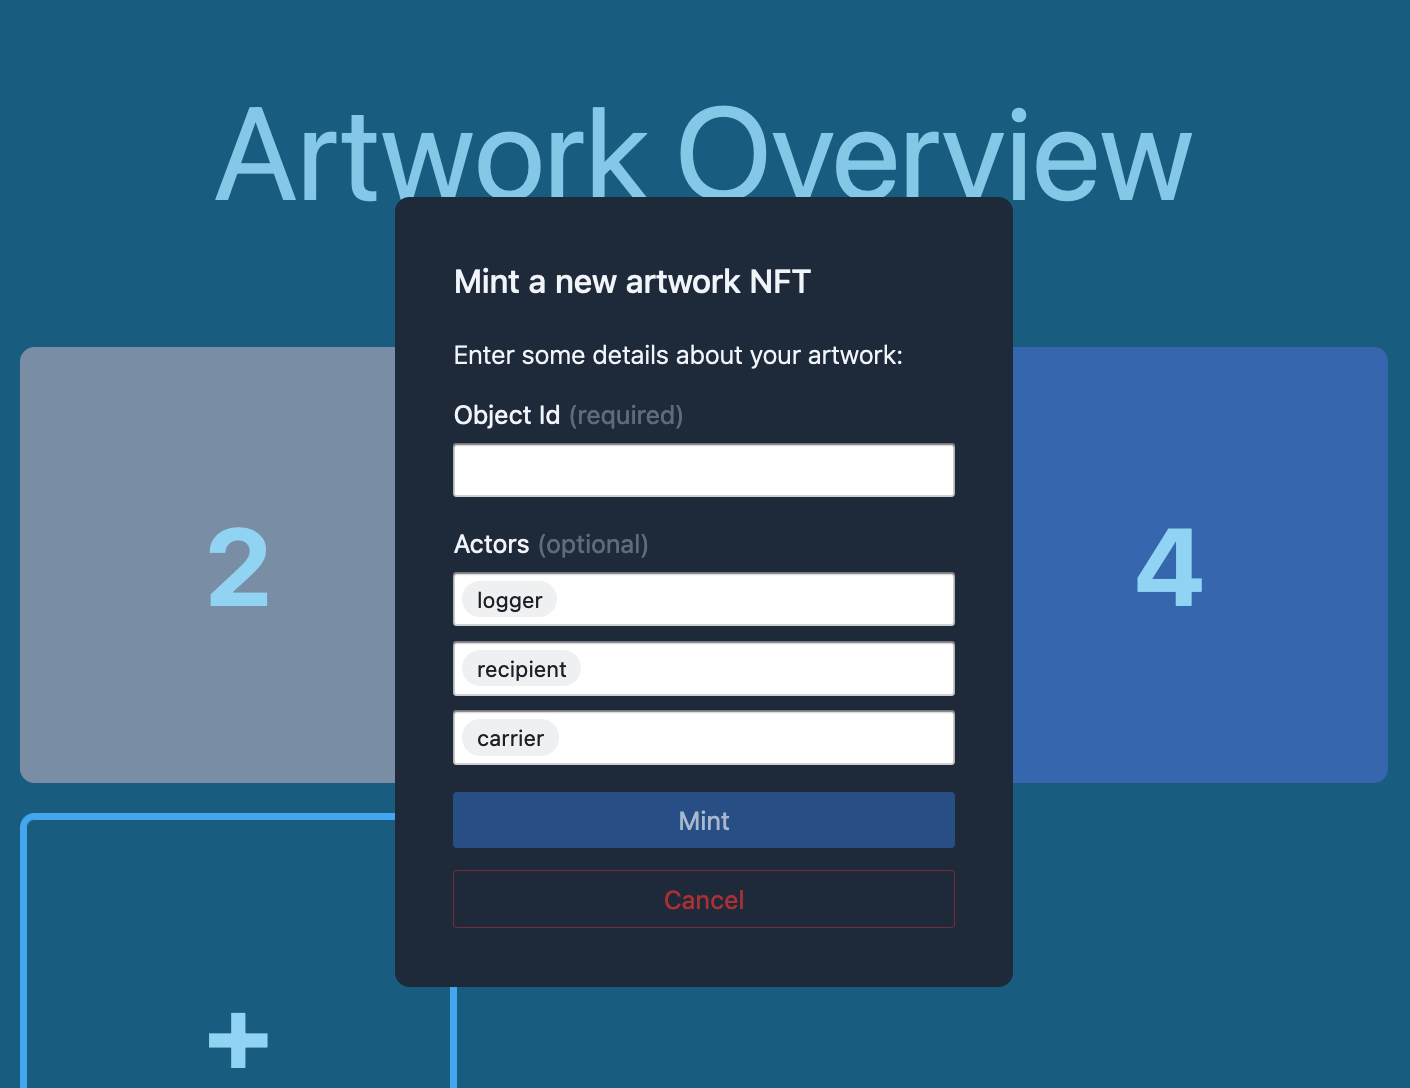 Artwork Overview
Mint a new artwork NFT
Enter some details about your artwork:
Object Id (required)
Actors (optional)
logger
recipient
carrier
Mint
Cancel
2
4
+